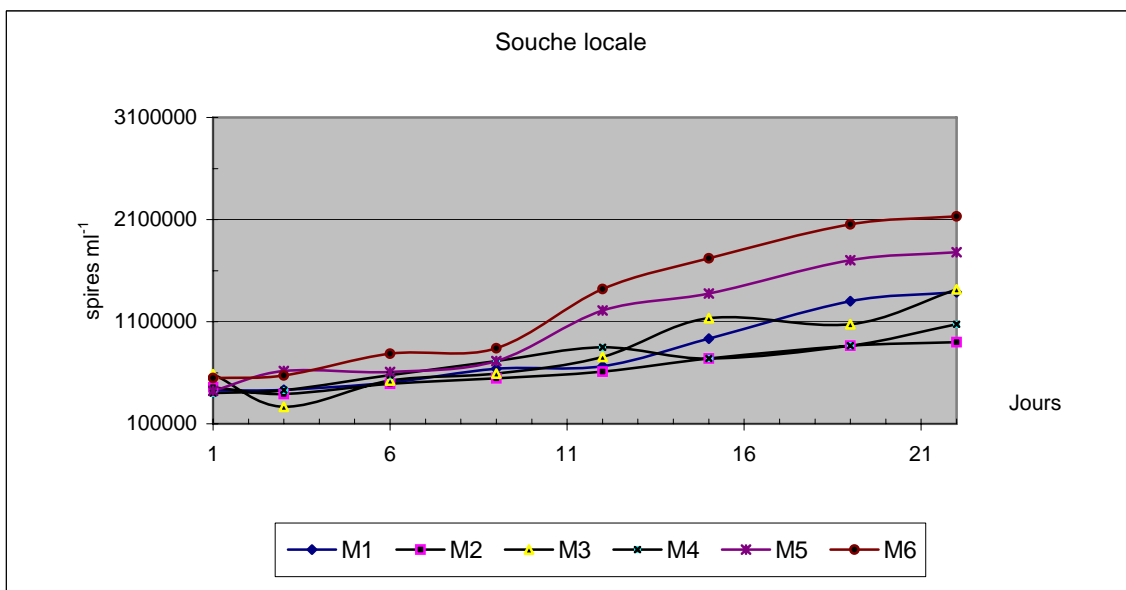 Souche locale
3100000
2100000
1100000
100000
spires ml⁻¹
1 6 11 16 21
Jours
M1 M2 M3 M4 M5 M6